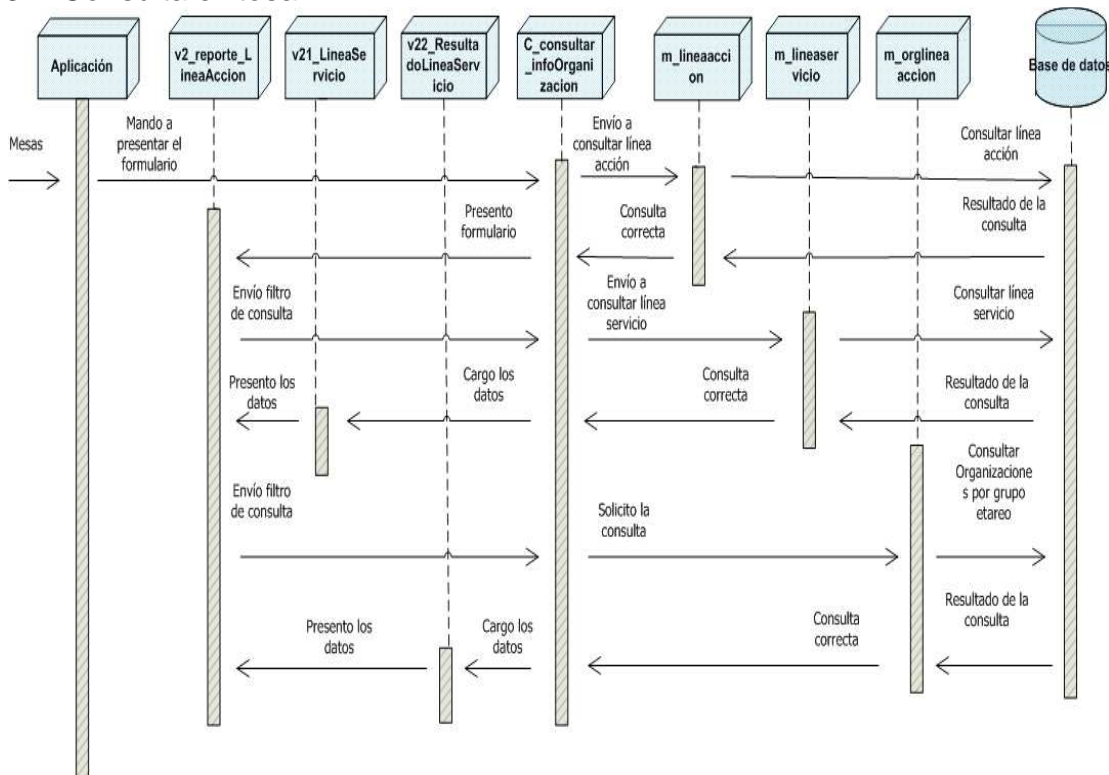 Aplicación
v2_reporte_L
ineaAccion
v21_LineaSe
rvicio
v22_Resulta
doLineaServi
icio
C_consultar
_infoOrgani
zacion
m_lineaacci
on
m_lineaser
vicio
m_orglinea
accion
Base de datos
Mesas
Mando a
presentar el
formulario
Envío a
consultar línea
acción
Consultar línea
acción
Presento
formulario
Consulta
correcta
Resultado de la
consulta
Envío filtro
de consulta
Envío a
consultar línea
servicio
Consultar línea
servicio
Presento los
datos
Cargo los
datos
Consulta
correcta
Resultado de la
consulta
Envío filtro
de consulta
Solicito la
consulta
Consultar
Organizacione
s por grupo
etareo
Presento los
datos
Cargo los
datos
Consulta
correcta
Resultado de la
consulta